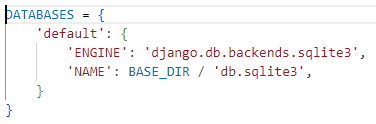 DATABASES = {
    'default': {
        'ENGINE': 'django.db.backends.sqlite3',
        'NAME': BASE_DIR / 'db.sqlite3',
    }
}